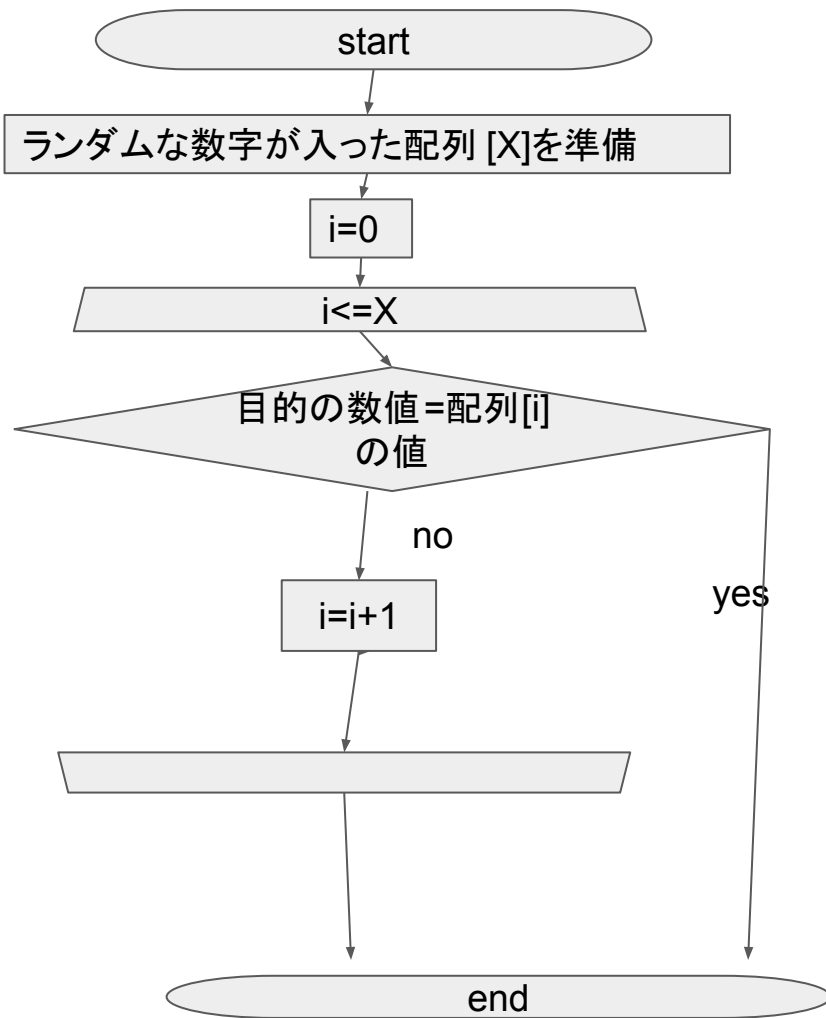 start
ランダムな数字が入った配列 [X]を準備
i=0
i<=X
目的の数値=配列[i]
の値
no
yes
i=i+1
end